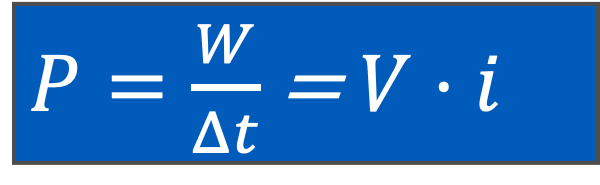 P = W/Δt = V · i